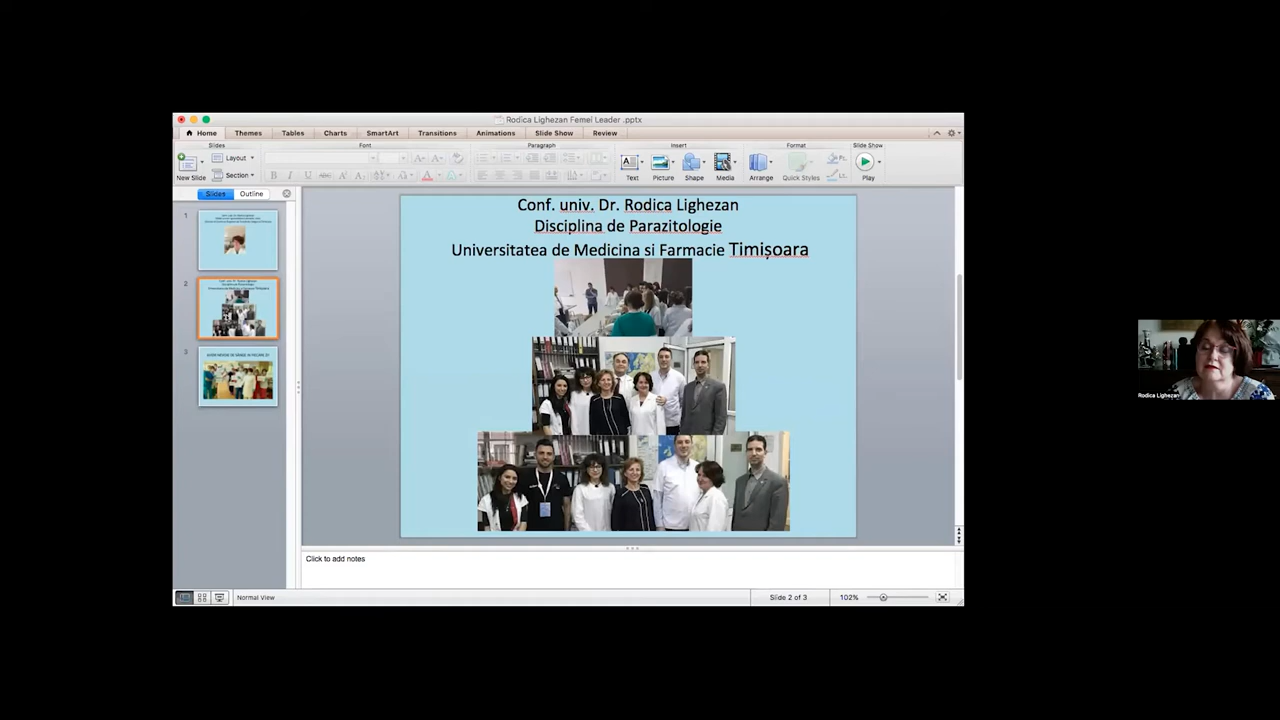 Rodica Lighezan Femei Leader .pptx
Home Themes Tables Charts SmartArt Transitions Animations Slide Show Review
Slides Font Paragraph Insert Format Slide Show
Layout
Section
New Slide Text Picture Shape Media Arrange Quick Styles Play
Slides Outline
1
2
3
Conf. univ. Dr. Rodica Lighezan
Disciplina de Parazitologie
Universitatea de Medicina si Farmacie Timișoara
Click to add notes
Normal View Slide 2 of 3 102%
Rodica Lighezan